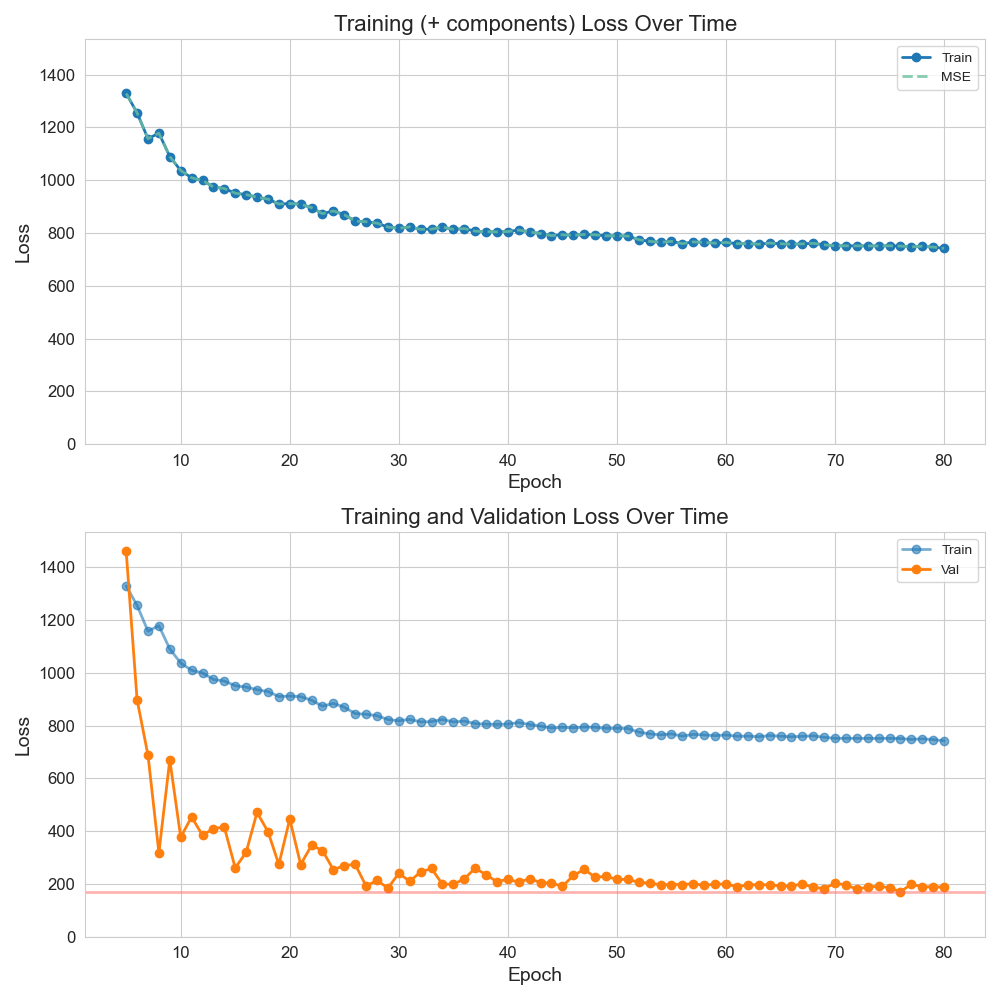 Training (+ components) Loss Over Time
Train
MSE
1400
1200
1000
800
600
400
200
0
Loss
10 20 30 40 50 60 70 80
Epoch
Training and Validation Loss Over Time
Train
Val
1400
1200
1000
800
600
400
200
0
Loss
10 20 30 40 50 60 70 80
Epoch